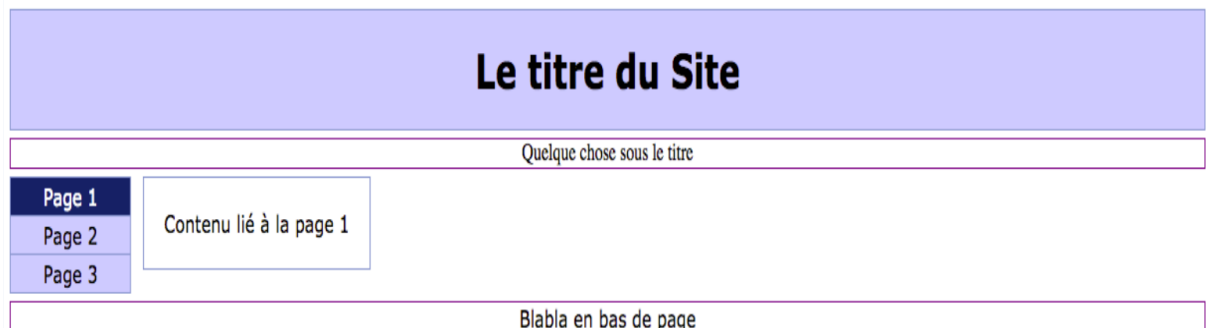 Le titre du Site
Quelque chose sous le titre
Page 1
Page 2
Page 3
Contenu lié à la page 1
Blabla en bas de page